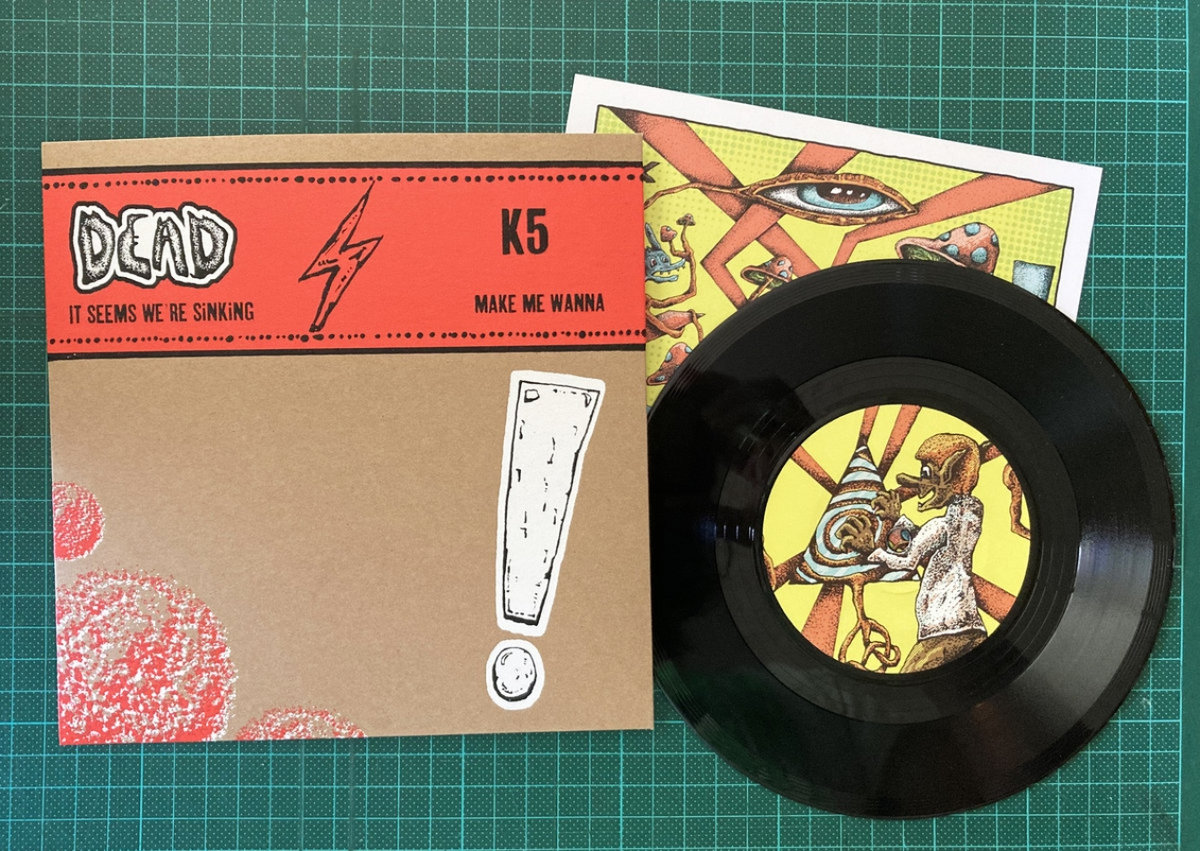 DEAD
IT SEEMS WE'RE SiNKiNG
K5
MAKE ME WANNA
!